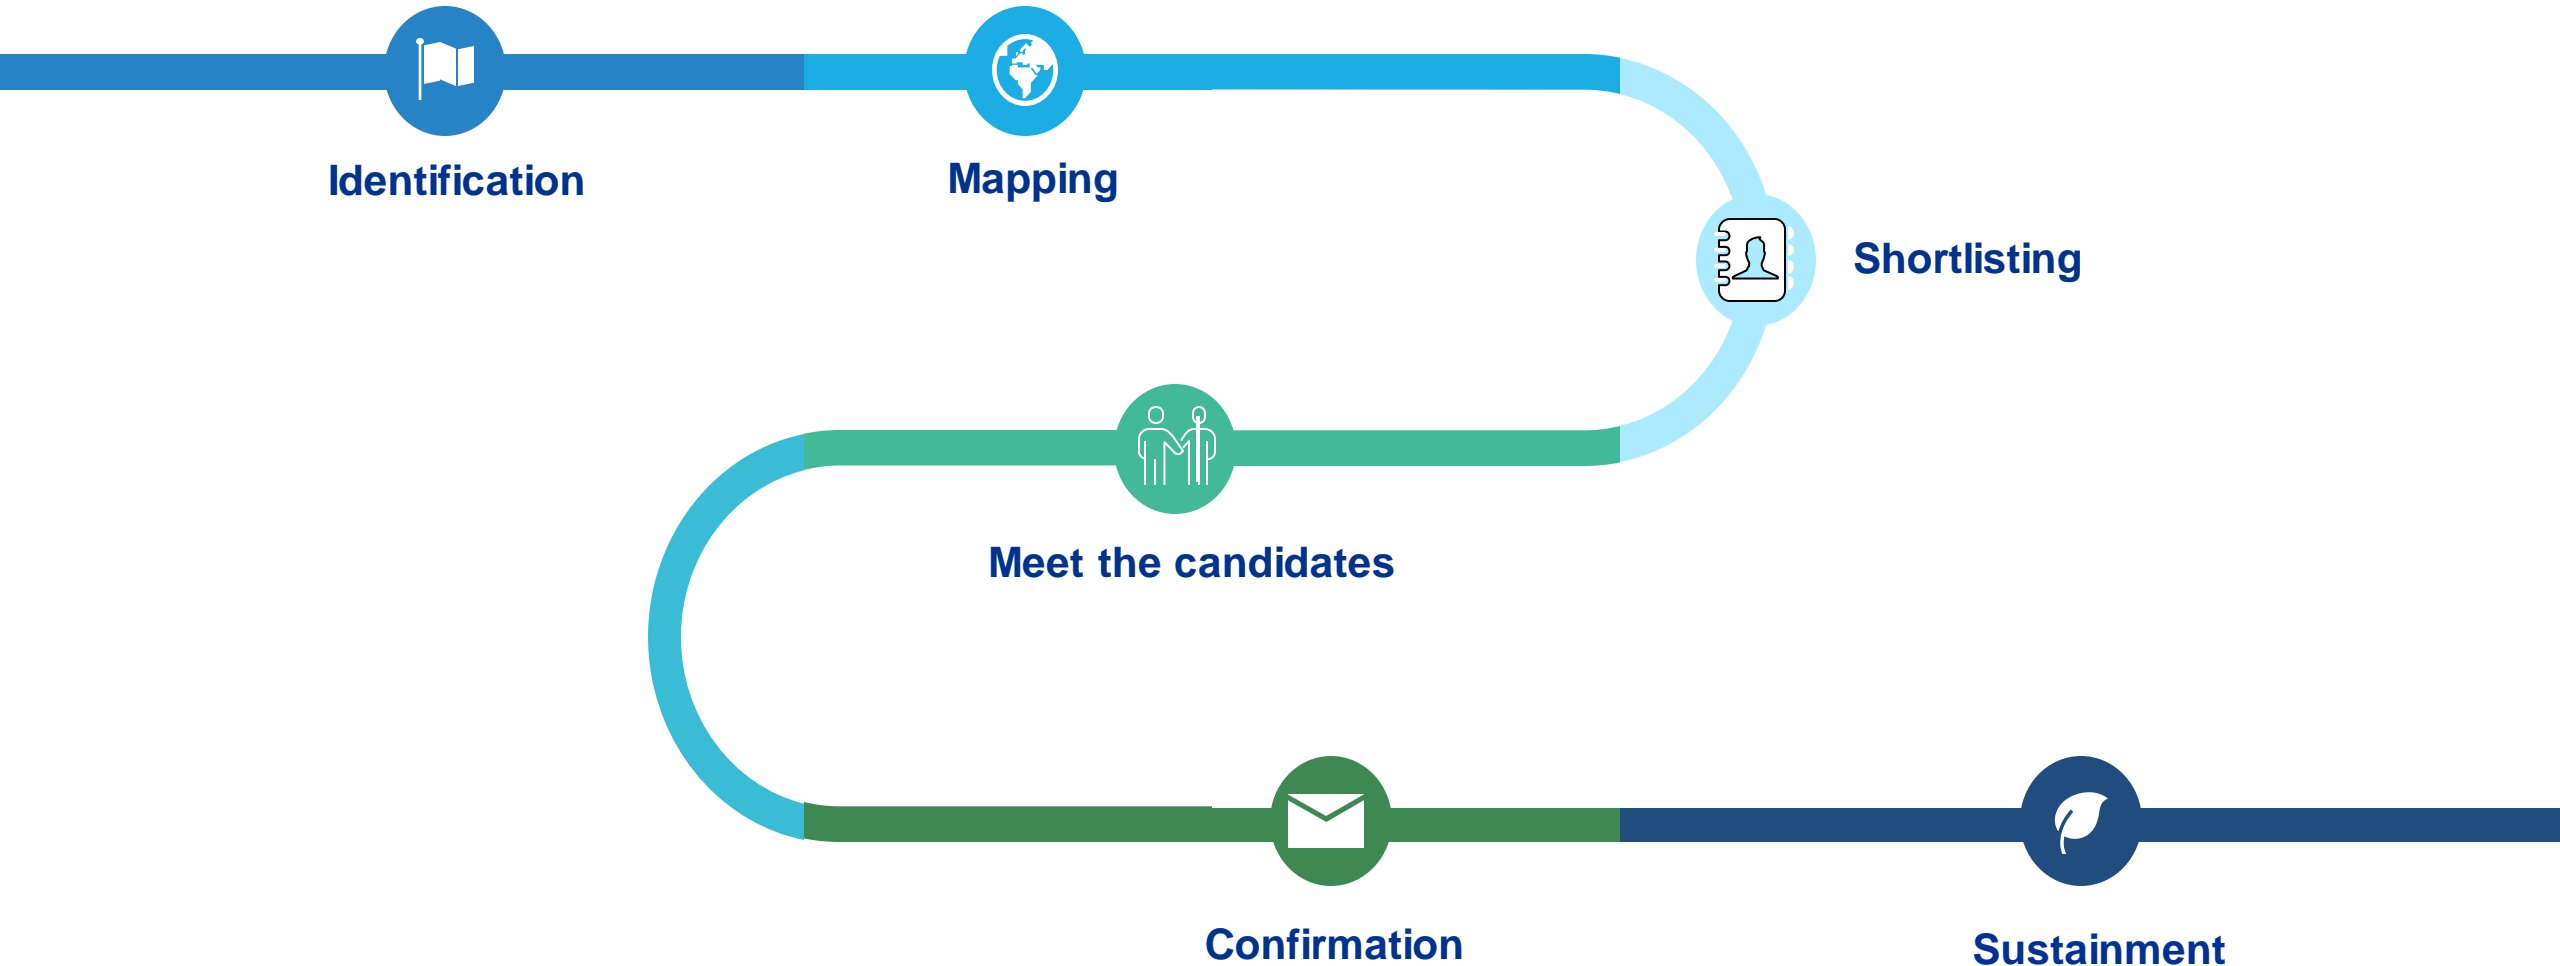 Identification
Mapping
Shortlisting
Meet the candidates
Confirmation
Sustainment